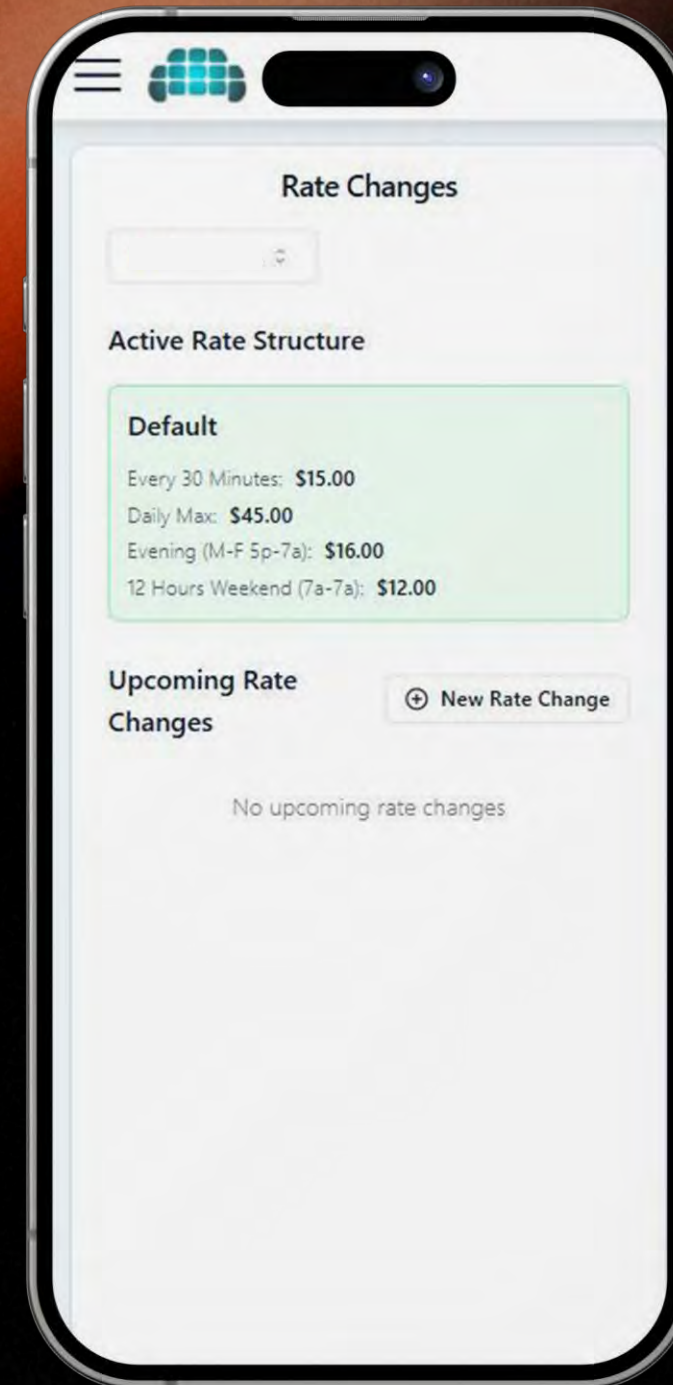 Rate Changes
Active Rate Structure
Default
Every 30 Minutes: $15.00
Daily Max: $45.00
Evening (M-F 5p-7a): $16.00
12 Hours Weekend (7a-7a): $12.00
Upcoming Rate
Changes
New Rate Change
No upcoming rate changes